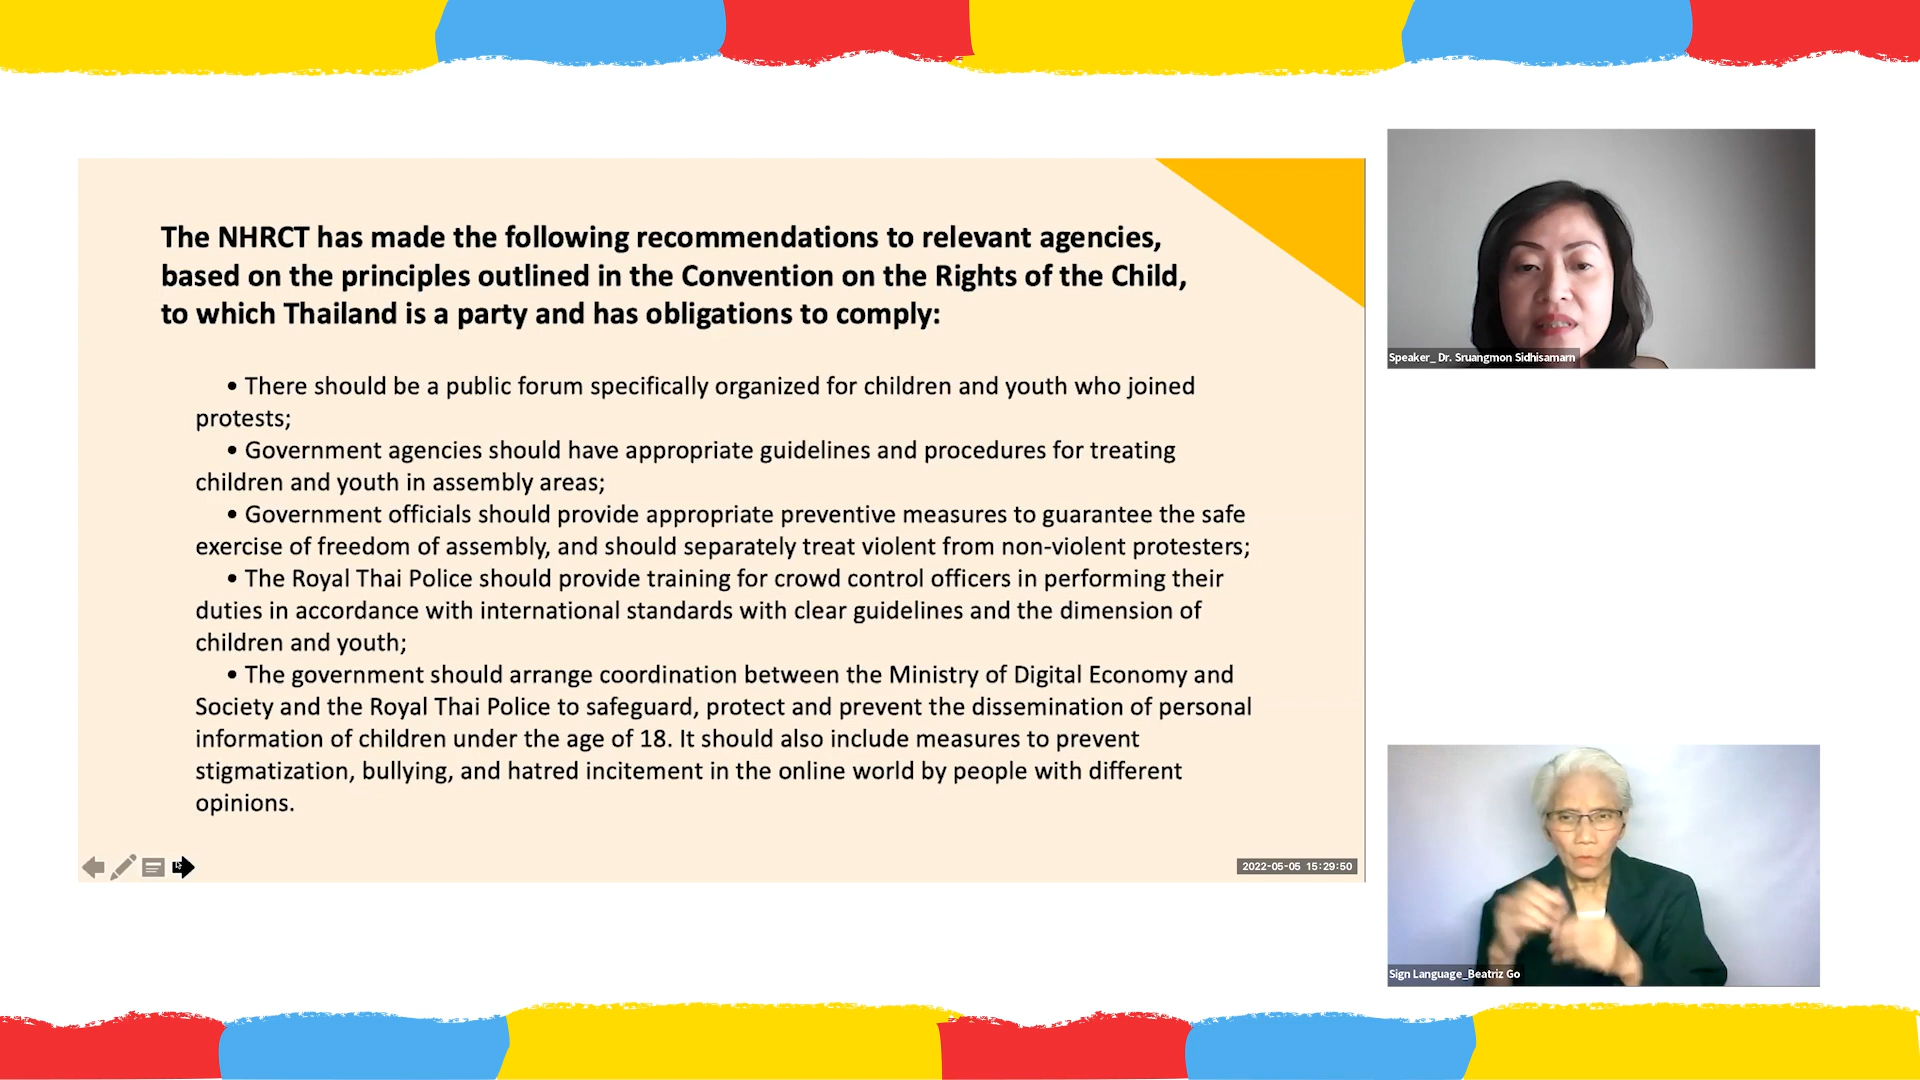 The NHRCT has made the following recommendations to relevant agencies,
based on the principles outlined in the Convention on the Rights of the Child,
to which Thailand is a party and has obligations to comply:
• There should be a public forum specifically organized for children and youth who joined
protests;
• Government agencies should have appropriate guidelines and procedures for treating
children and youth in assembly areas;
• Government officials should provide appropriate preventive measures to guarantee the safe
exercise of freedom of assembly, and should separately treat violent from non-violent protesters;
• The Royal Thai Police should provide training for crowd control officers in performing their
duties in accordance with international standards with clear guidelines and the dimension of
children and youth;
• The government should arrange coordination between the Ministry of Digital Economy and
Society and the Royal Thai Police to safeguard, protect and prevent the dissemination of personal
information of children under the age of 18. It should also include measures to prevent
stigmatization, bullying, and hatred incitement in the online world by people with different
opinions.
2022-05-05 15:29:50
Speaker_ Dr. Sruangmon Sidhisamarn
Sign Language_Beatriz Go